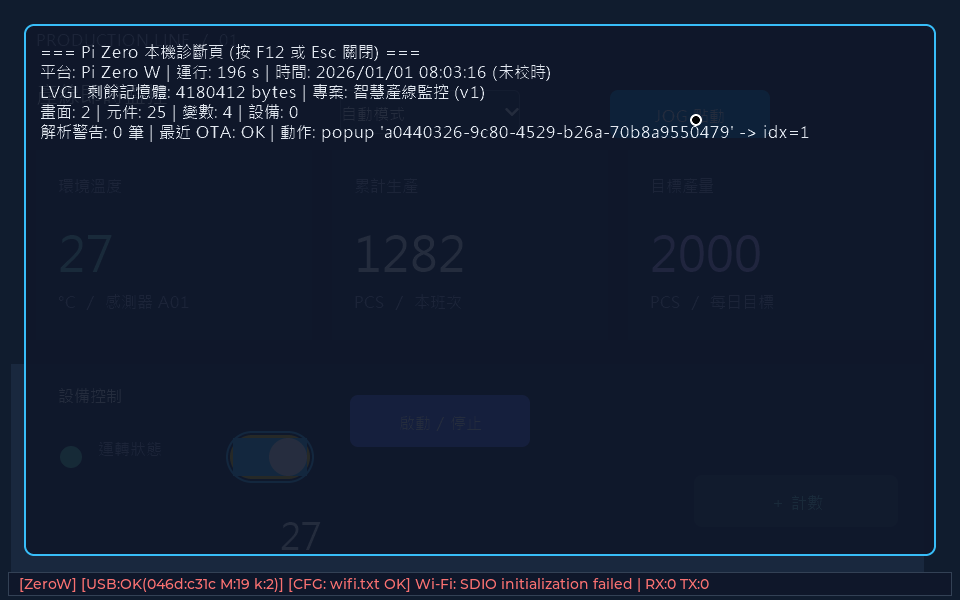 PRODUCTION LINE / 01
=== Pi Zero 本機診斷頁 (按 F12 或 Esc 關閉) ===
平台: Pi Zero W | 運行: 196 s | 時間: 2026/01/01 08:03:16 (未校時)
LVGL 剩餘記憶體: 4180412 bytes | 專案: 智慧產線監控 (v1)
畫面: 2 | 元件: 25 | 變數: 4 | 設備: 0
自動模式
JOG
解析警告: 0 筆 | 最近 OTA: OK | 動作: popup 'a0440326-9c80-4529-b26a-70b8a9550479' -> idx=1
環境溫度
累計生產
目標產量
27
1282
2000
°C / 感測器 A01
PCS / 本班次
PCS / 每日目標
設備控制
啟動 / 停止
運轉狀態
+ 計數
27
[ZeroW] [USB:OK(046d:c31c M:19 k:2)] [CFG: wifi.txt OK] Wi-Fi: SDIO initialization failed | RX:0 TX:0